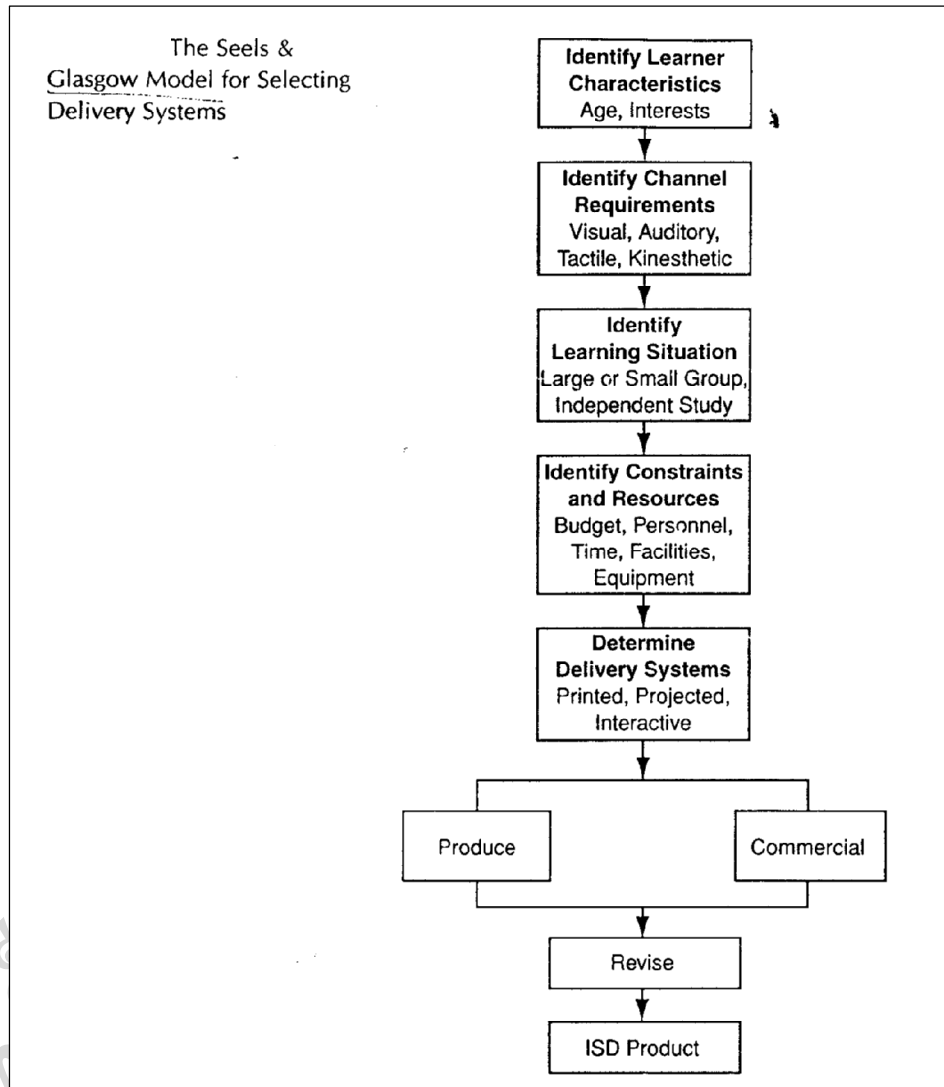 The Seels &
Glasgow Model for Selecting
Delivery Systems
Identify Learner
Characteristics
Age, Interests
Identify Channel
Requirements
Visual, Auditory,
Tactile, Kinesthetic
Identify
Learning Situation
Large or Small Group,
Independent Study
Identify Constraints
and Resources
Budget, Personnel,
Time, Facilities,
Equipment
Determine
Delivery Systems
Printed, Projected,
Interactive
Produce
Commercial
Revise
ISD Product